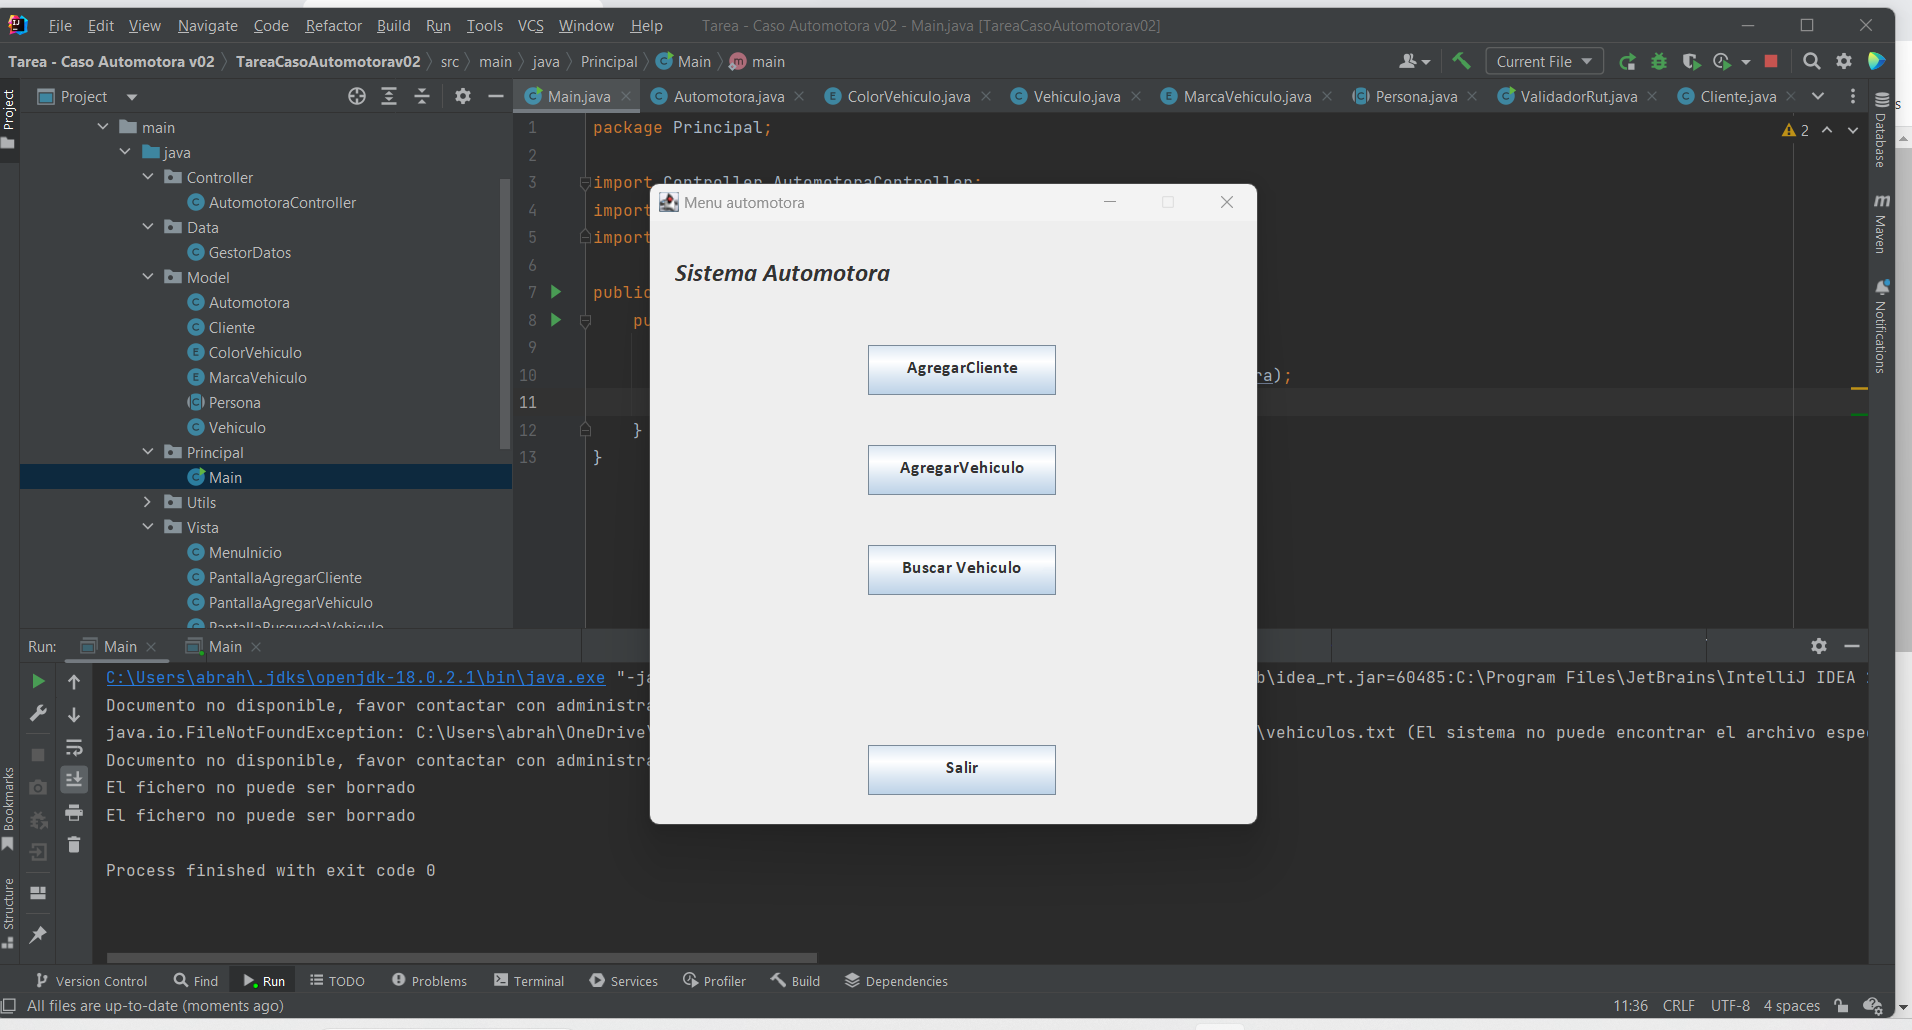 File Edit View Navigate Code Refactor Build Run Tools VCS Window Help Tarea - Caso Automotora v02 - Main.java [TareaCasoAutomotorav02]
Tarea - Caso Automotora v02 TareaCasoAutomotorav02 src main java Principal Main main Current File
Project Main.java Automotora.java ColorVehiculo.java Vehiculo.java MarcaVehiculo.java Persona.java ValidadorRut.java Cliente.java
Project
main
java
Controller
AutomotoraController
Data
GestorDatos
Model
Automotora
Cliente
ColorVehiculo
MarcaVehiculo
Persona
Vehiculo
Principal
Main
Utils
Vista
MenuInicio
PantallaAgregarCliente
PantallaAgregarVehiculo
PantallaBusquedaVehiculo
1 package Principal;
2
3 import Controller.AutomotoraController;
4 import
5 import
6
7 public
8 pu
9
10 ra);
11
12 }
13 }
2
Menu automotora
Sistema Automotora
AgregarCliente
AgregarVehiculo
Buscar Vehiculo
Salir
Database
Maven
Notifications
s
Run: Main Main
C:\Users\abrah\.jdks\openjdk-18.0.2.1\bin\java.exe "-ja b\idea_rt.jar=60485:C:\Program Files\JetBrains\IntelliJ IDEA
Documento no disponible, favor contactar con administra
java.io.FileNotFoundException: C:\Users\abrah\OneDrive\ \vehiculos.txt (El sistema no puede encontrar el archivo espe
Documento no disponible, favor contactar con administra
El fichero no puede ser borrado
El fichero no puede ser borrado
Process finished with exit code 0
Bookmarks
Structure
Version Control Find Run TODO Problems Terminal Services Profiler Build Dependencies
All files are up-to-date (moments ago) 11:36 CRLF UTF-8 4 spaces